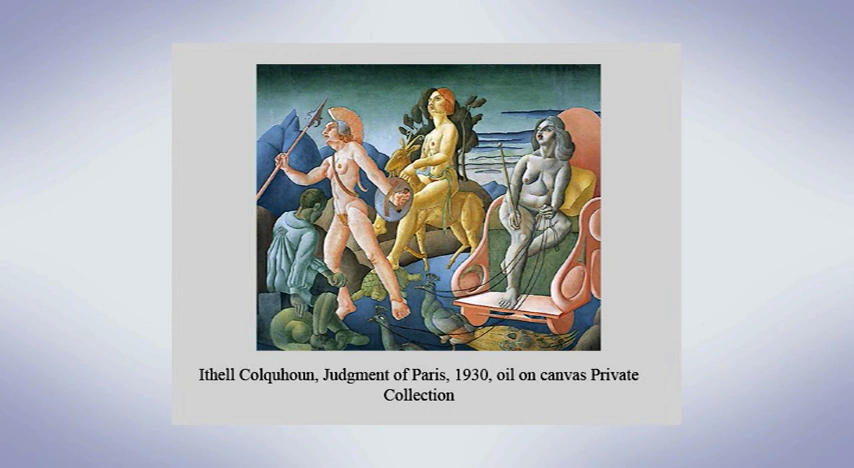 Ithell Colquhoun, Judgment of Paris, 1930, oil on canvas Private
Collection